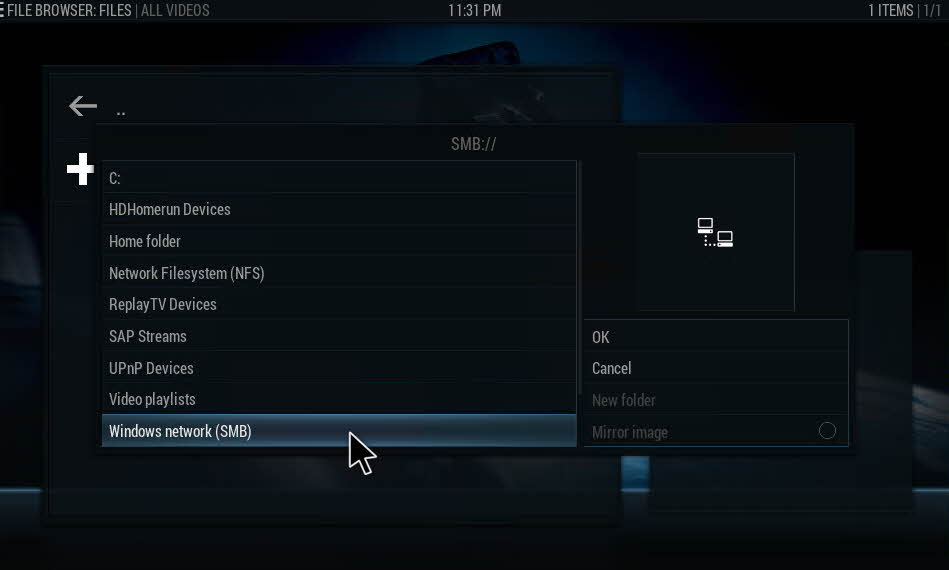 FILE BROWSER: FILES | ALL VIDEOS
11:31 PM
1 ITEMS | 1/1
..
SMB://
C:
HDHomerun Devices
Home folder
Network Filesystem (NFS)
ReplayTV Devices
SAP Streams
UPnP Devices
Video playlists
Windows network (SMB)
OK
Cancel
New folder
Mirror image